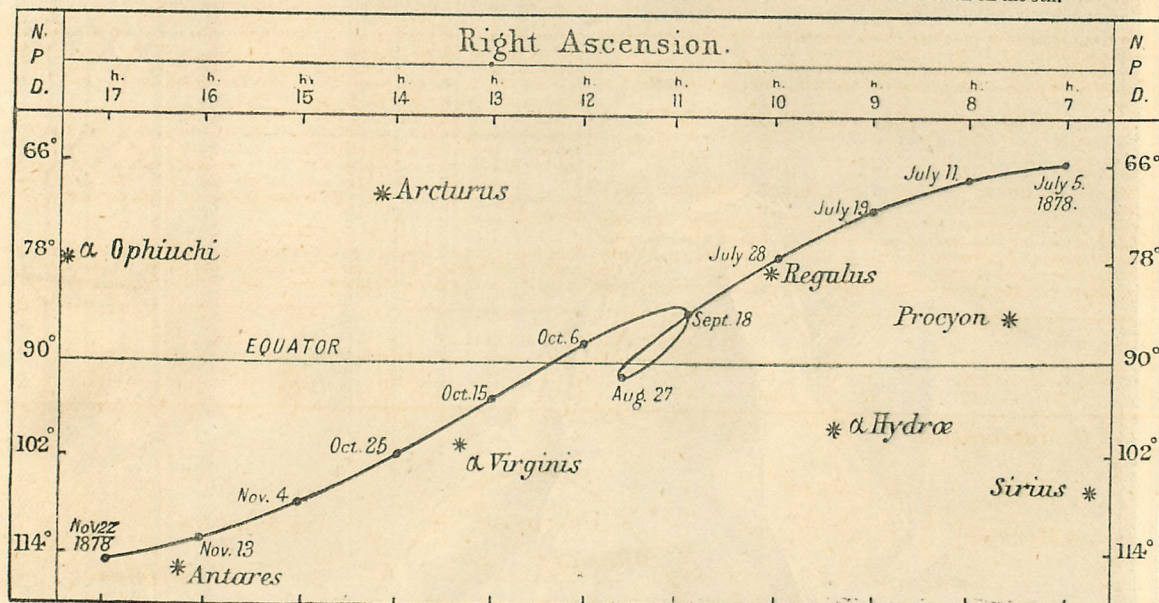 N. P. D.
Right Ascension.
N. P. D.
h. h. h. h. h. h. h. h. h. h. h.
17 16 15 14 13 12 11 10 9 8 7
66° 66°
Arcturus
July 11.
July 5.
1878.
July 19
78° α Ophiuchi
July 28
78°
Regulus
Sept. 18
Procyon
Oct. 6
90° EQUATOR 90°
Aug. 27
Oct. 15
α Hydræ
102° Oct. 25
α Virginis
102°
Nov. 4
Sirius
Nov 22
1878
Nov. 13
114° 114°
Antares